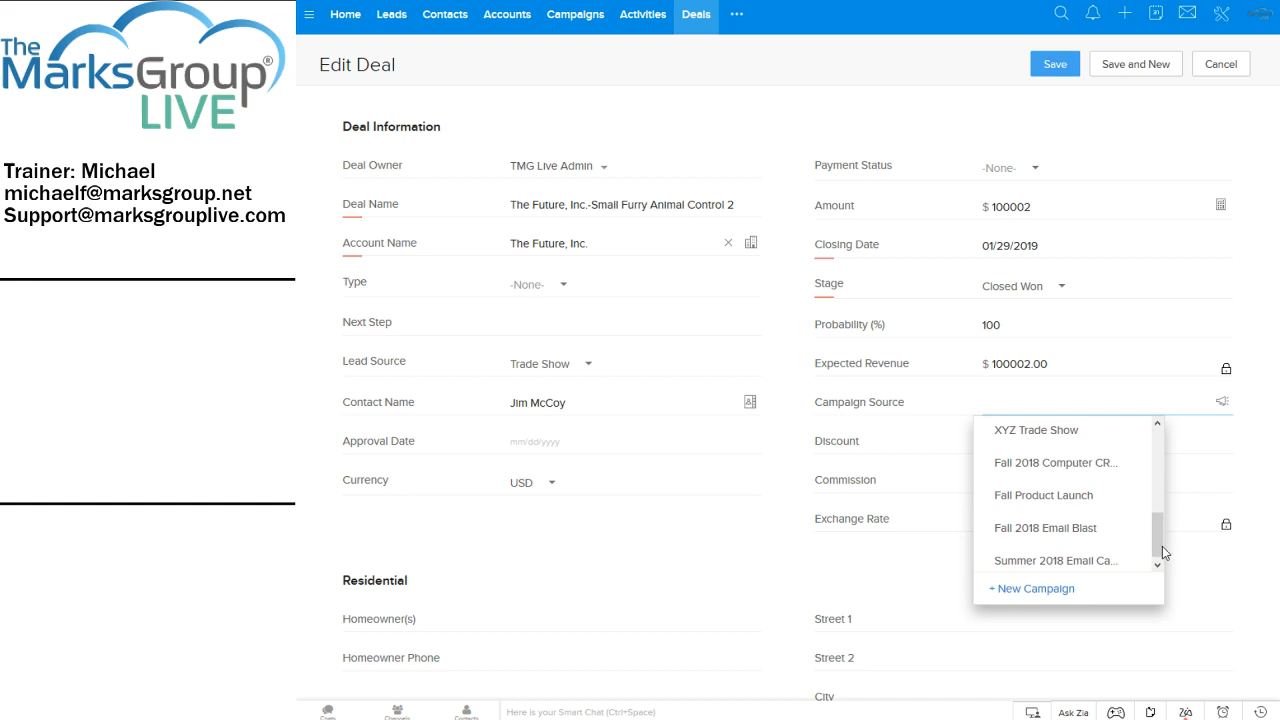 The
MarksGroup®
LIVE
Trainer: Michael
michaelf@marksgroup.net
Support@marksgrouplive.com
Home Leads Contacts Accounts Campaigns Activities Deals
31
Edit Deal
Save Save and New Cancel
Deal Information
Deal Owner TMG Live Admin Payment Status -None-
Deal Name The Future, Inc.-Small Furry Animal Control 2 Amount $ 100002
Account Name The Future, Inc. Closing Date 01/29/2019
Type -None- Stage Closed Won
Next Step Probability (%) 100
Lead Source Trade Show Expected Revenue $ 100002.00
Contact Name Jim McCoy Campaign Source
XYZ Trade Show
Approval Date mm/dd/yyyy Discount
Fall 2018 Computer CR...
Currency USD Commission
Fall Product Launch
Exchange Rate
Fall 2018 Email Blast
Summer 2018 Email Ca...
+ New Campaign
Residential
Homeowner(s) Street 1
Homeowner Phone Street 2
City
Chats Channels Contacts Here is your Smart Chat (Ctrl+Space) Ask Zia